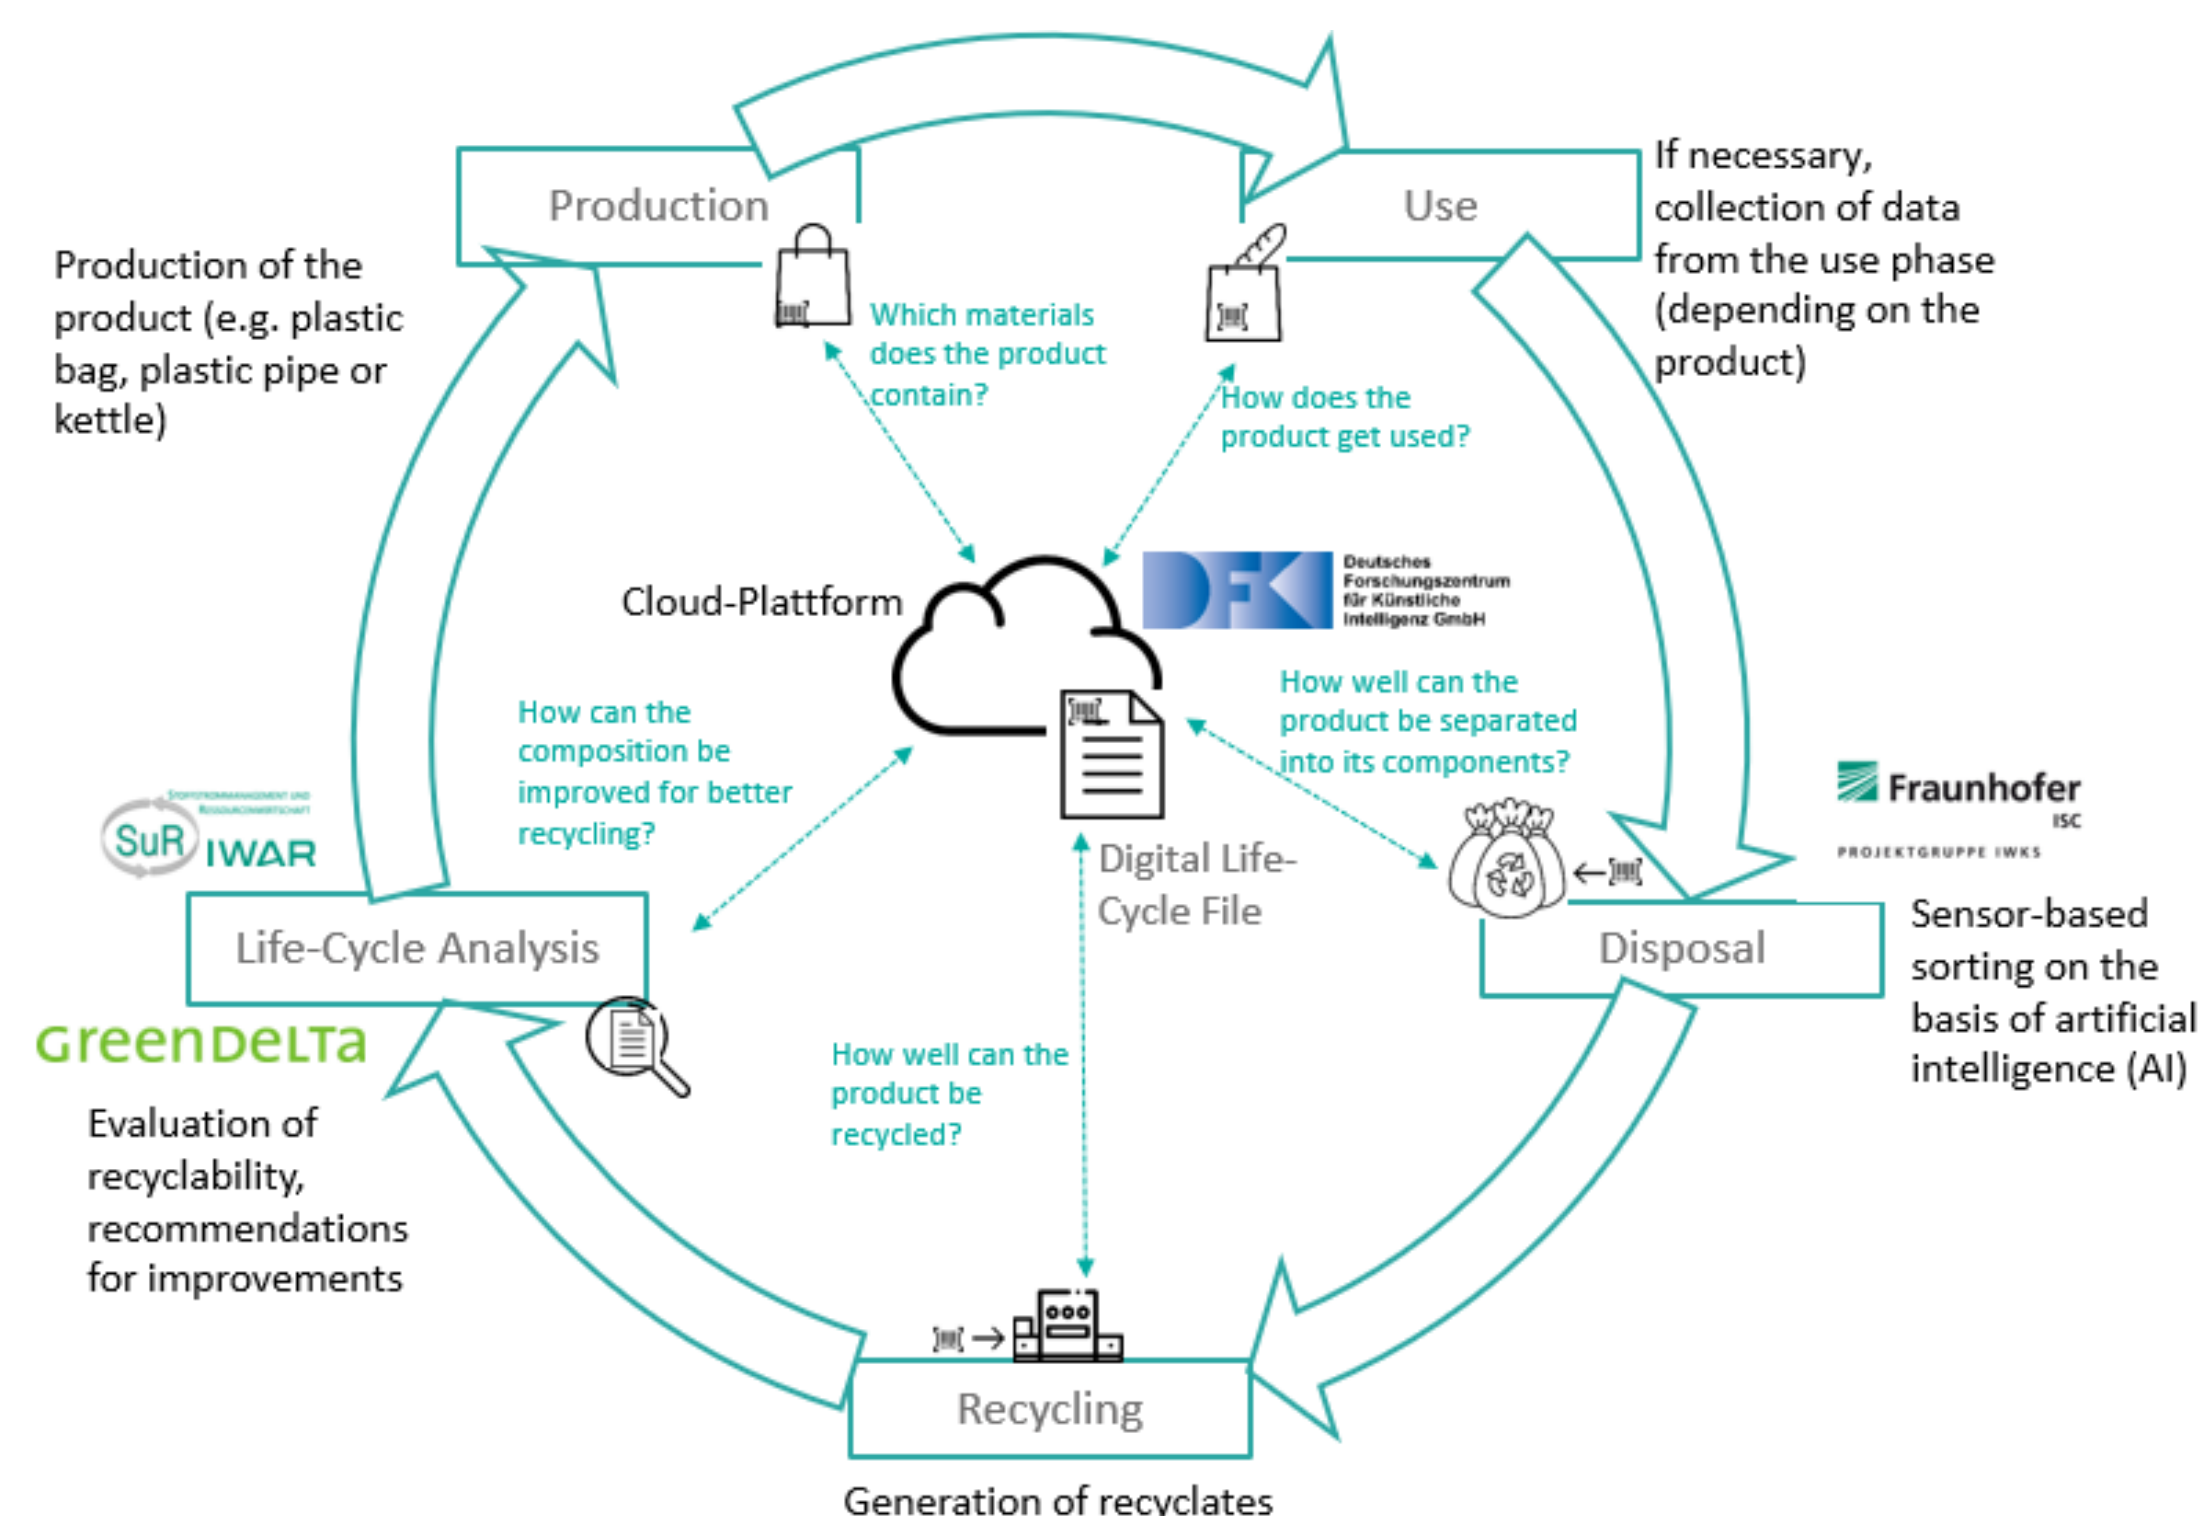 Production
Use
If necessary,
collection of data
from the use phase
(depending on the
product)
Production of the
product (e.g. plastic
bag, plastic pipe or
kettle)
Which materials
does the product
contain?
How does the
product get used?
Cloud-Plattform
DFK
Deutsches
Forschungszentrum
für Künstliche
Intelligenz GmbH
How well can the
product be separated
into its components?
How can the
composition be
improved for better
recycling?
Fraunhofer
ISC
PROJEKTGRUPPE IWKS
STOFFSTROMMANAGEMENT UND
RESSOURCENWIRTSCHAFT
SuR
IWAR
Digital Life-
Cycle File
Life-Cycle Analysis
Disposal
Sensor-based
sorting on the
basis of artificial
intelligence (AI)
GreenDeLTa
How well can the
product be
recycled?
Evaluation of
recyclability,
recommendations
for improvements
Recycling
Generation of recyclates